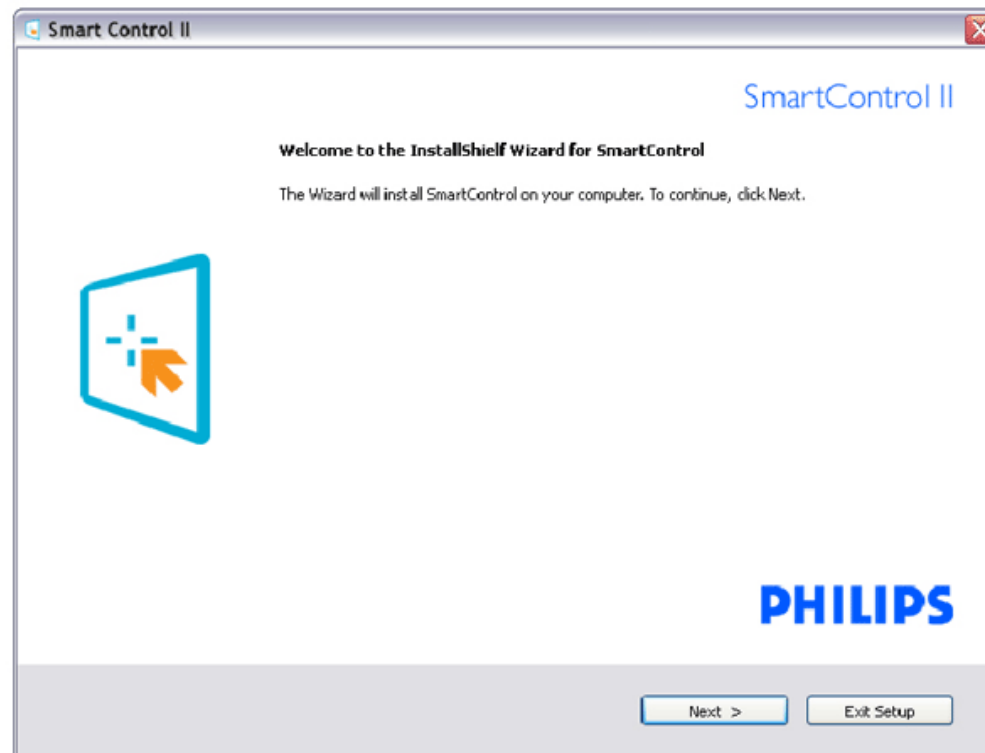 Smart Control II
SmartControl II
Welcome to the InstallShielf Wizard for SmartControl
The Wizard will install SmartControl on your computer. To continue, click Next.
PHILIPS
Next >
Exit Setup